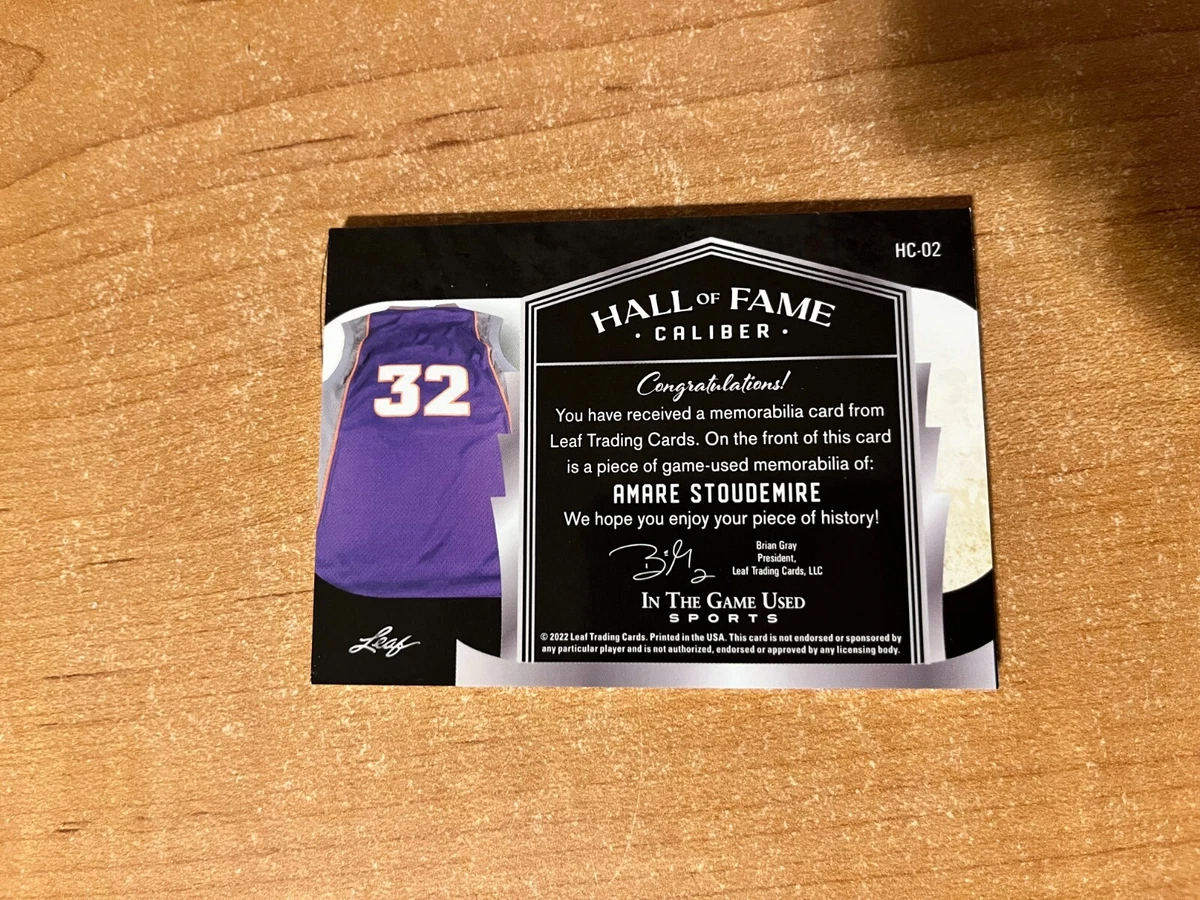 HC-02
HALL OF FAME
• CALIBER •
32
Congratulations!
You have received a memorabilia card from
Leaf Trading Cards. On the front of this card
is a piece of game-used memorabilia of:
AMARE STOUDEMIRE
We hope you enjoy your piece of history!
Brian Gray
President,
Leaf Trading Cards, LLC
IN THE GAME USED
SPORTS
Leaf
© 2022 Leaf Trading Cards. Printed in the USA. This card is not endorsed or sponsored by
any particular player and is not authorized, endorsed or approved by any licensing body.